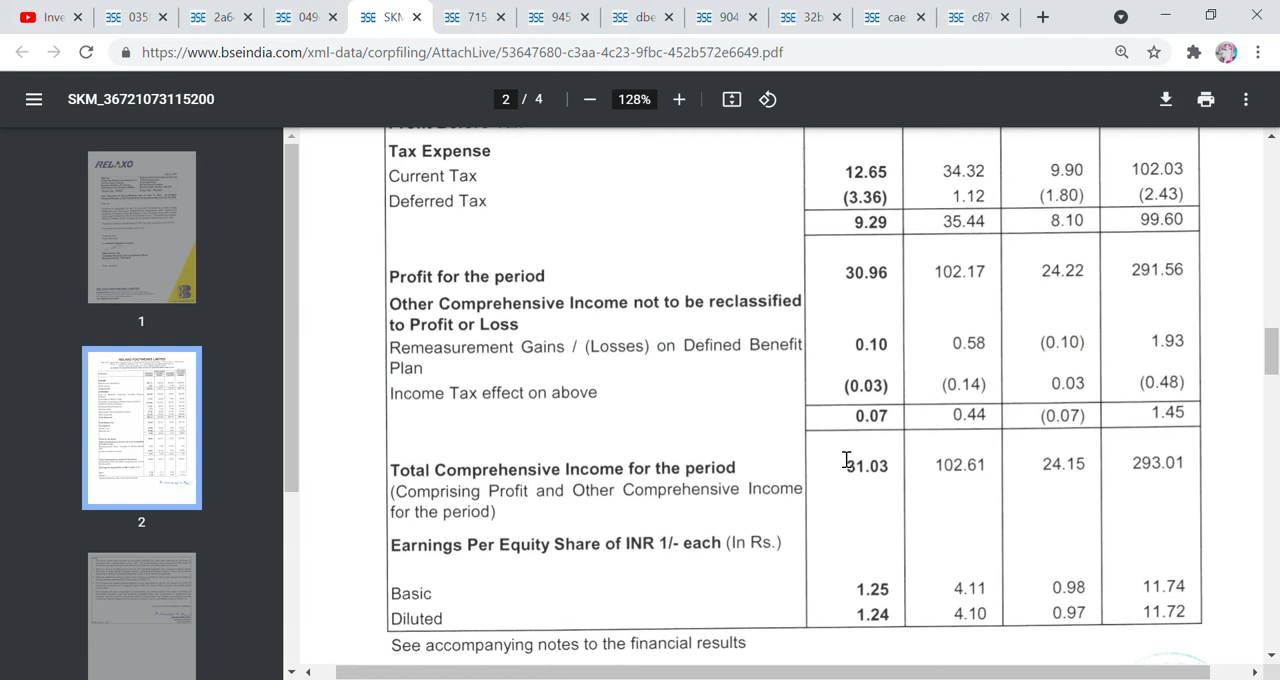 Inve
035
2a6
049
SKM
715
945
dbe
904
32b
cae
c87
https://www.bseindia.com/xml-data/corpfiling/AttachLive/53647680-c3aa-4c23-9fbc-452b572e6649.pdf
SKM_36721073115200
2 / 4
128%
RELAXO
1
2
Tax Expense
Current Tax 12.65 34.32 9.90 102.03
Deferred Tax (3.36) 1.12 (1.80) (2.43)
9.29 35.44 8.10 99.60
Profit for the period 30.96 102.17 24.22 291.56
Other Comprehensive Income not to be reclassified
to Profit or Loss
Remeasurement Gains / (Losses) on Defined Benefit 0.10 0.58 (0.10) 1.93
Plan
Income Tax effect on above (0.03) (0.14) 0.03 (0.48)
0.07 0.44 (0.07) 1.45
Total Comprehensive Income for the period 31.03 102.61 24.15 293.01
(Comprising Profit and Other Comprehensive Income
for the period)
Earnings Per Equity Share of INR 1/- each (In Rs.)
Basic 1.25 4.11 0.98 11.74
Diluted 1.24 4.10 0.97 11.72
See accompanying notes to the financial results